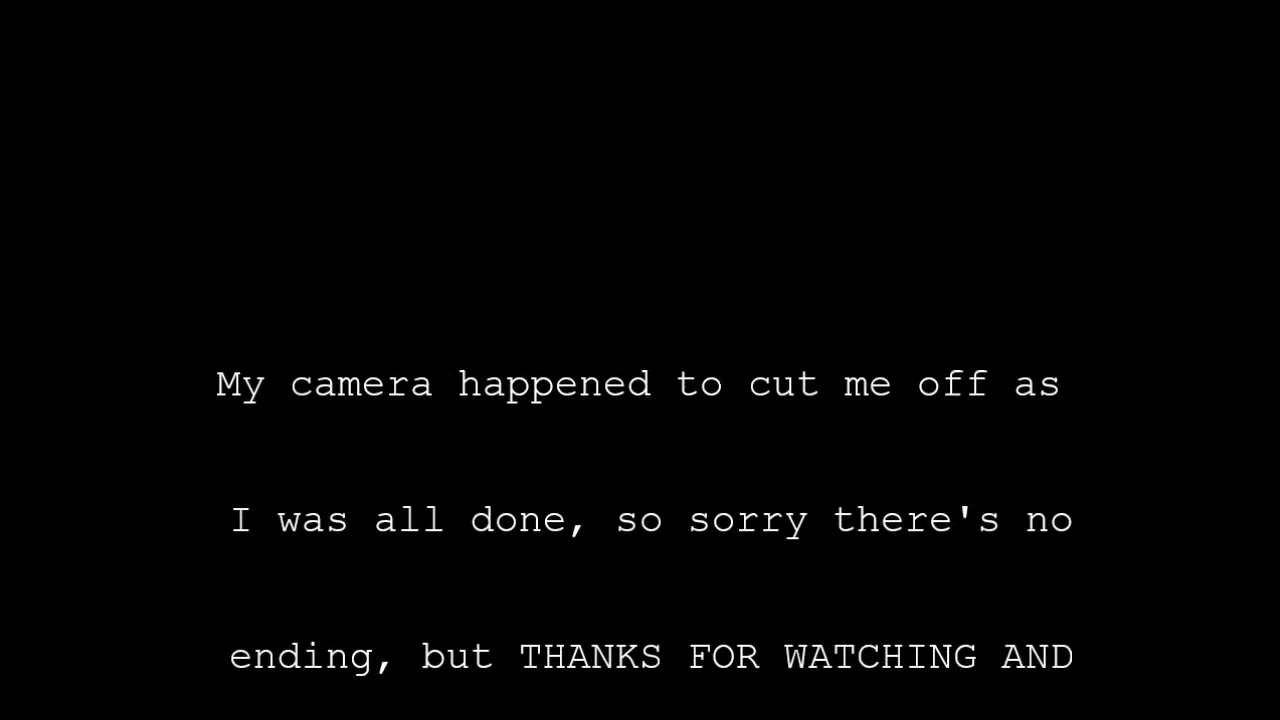 My camera happened to cut me off as
I was all done, so sorry there's no
ending, but THANKS FOR WATCHING AND